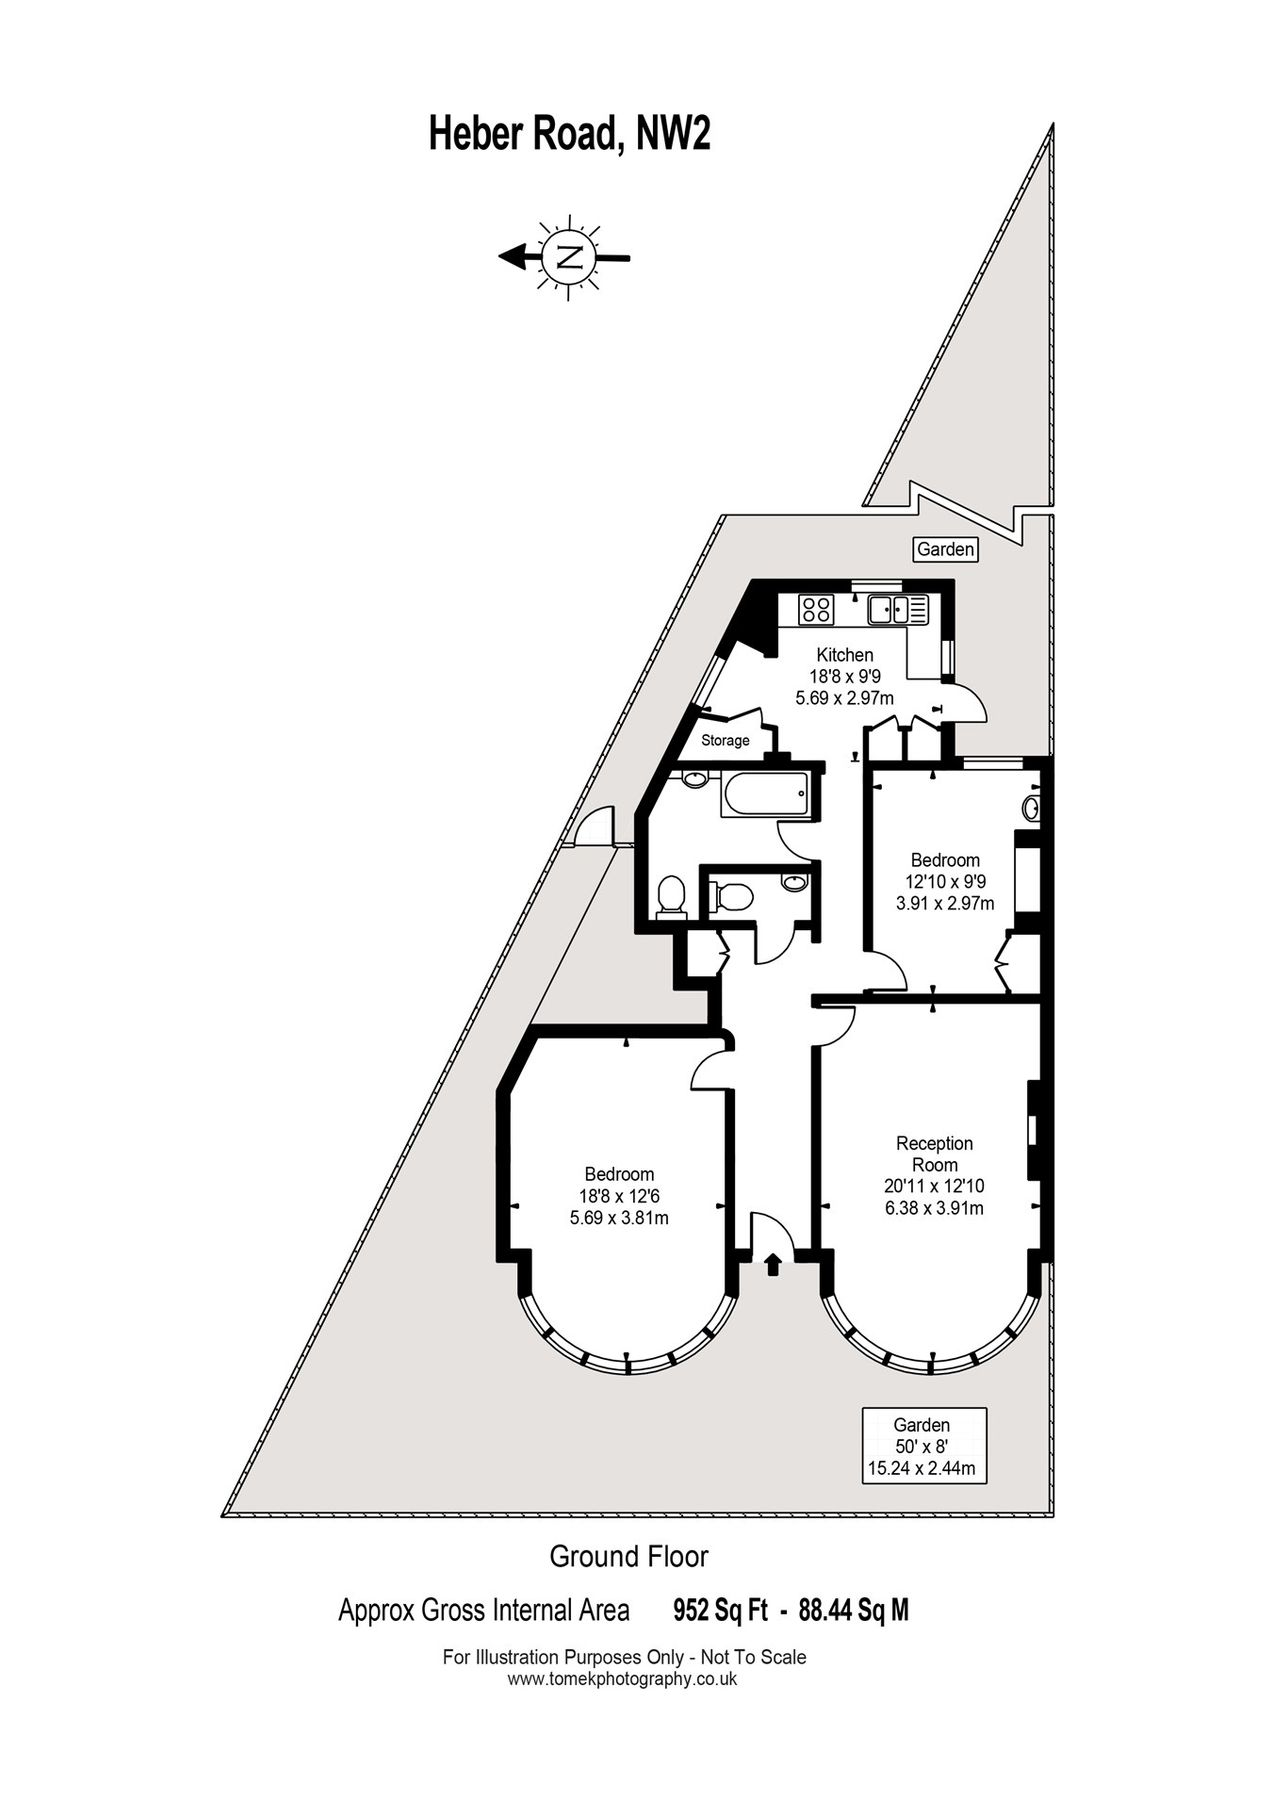 Heber Road, NW2
N
Garden
Kitchen
18'8 x 9'9
5.69 x 2.97m
Storage
Bedroom
12'10 x 9'9
3.91 x 2.97m
Reception
Room
20'11 x 12'10
6.38 x 3.91m
Bedroom
18'8 x 12'6
5.69 x 3.81m
Garden
50' x 8'
15.24 x 2.44m
Ground Floor
Approx Gross Internal Area 952 Sq Ft - 88.44 Sq M
For Illustration Purposes Only - Not To Scale
www.tomekphotography.co.uk